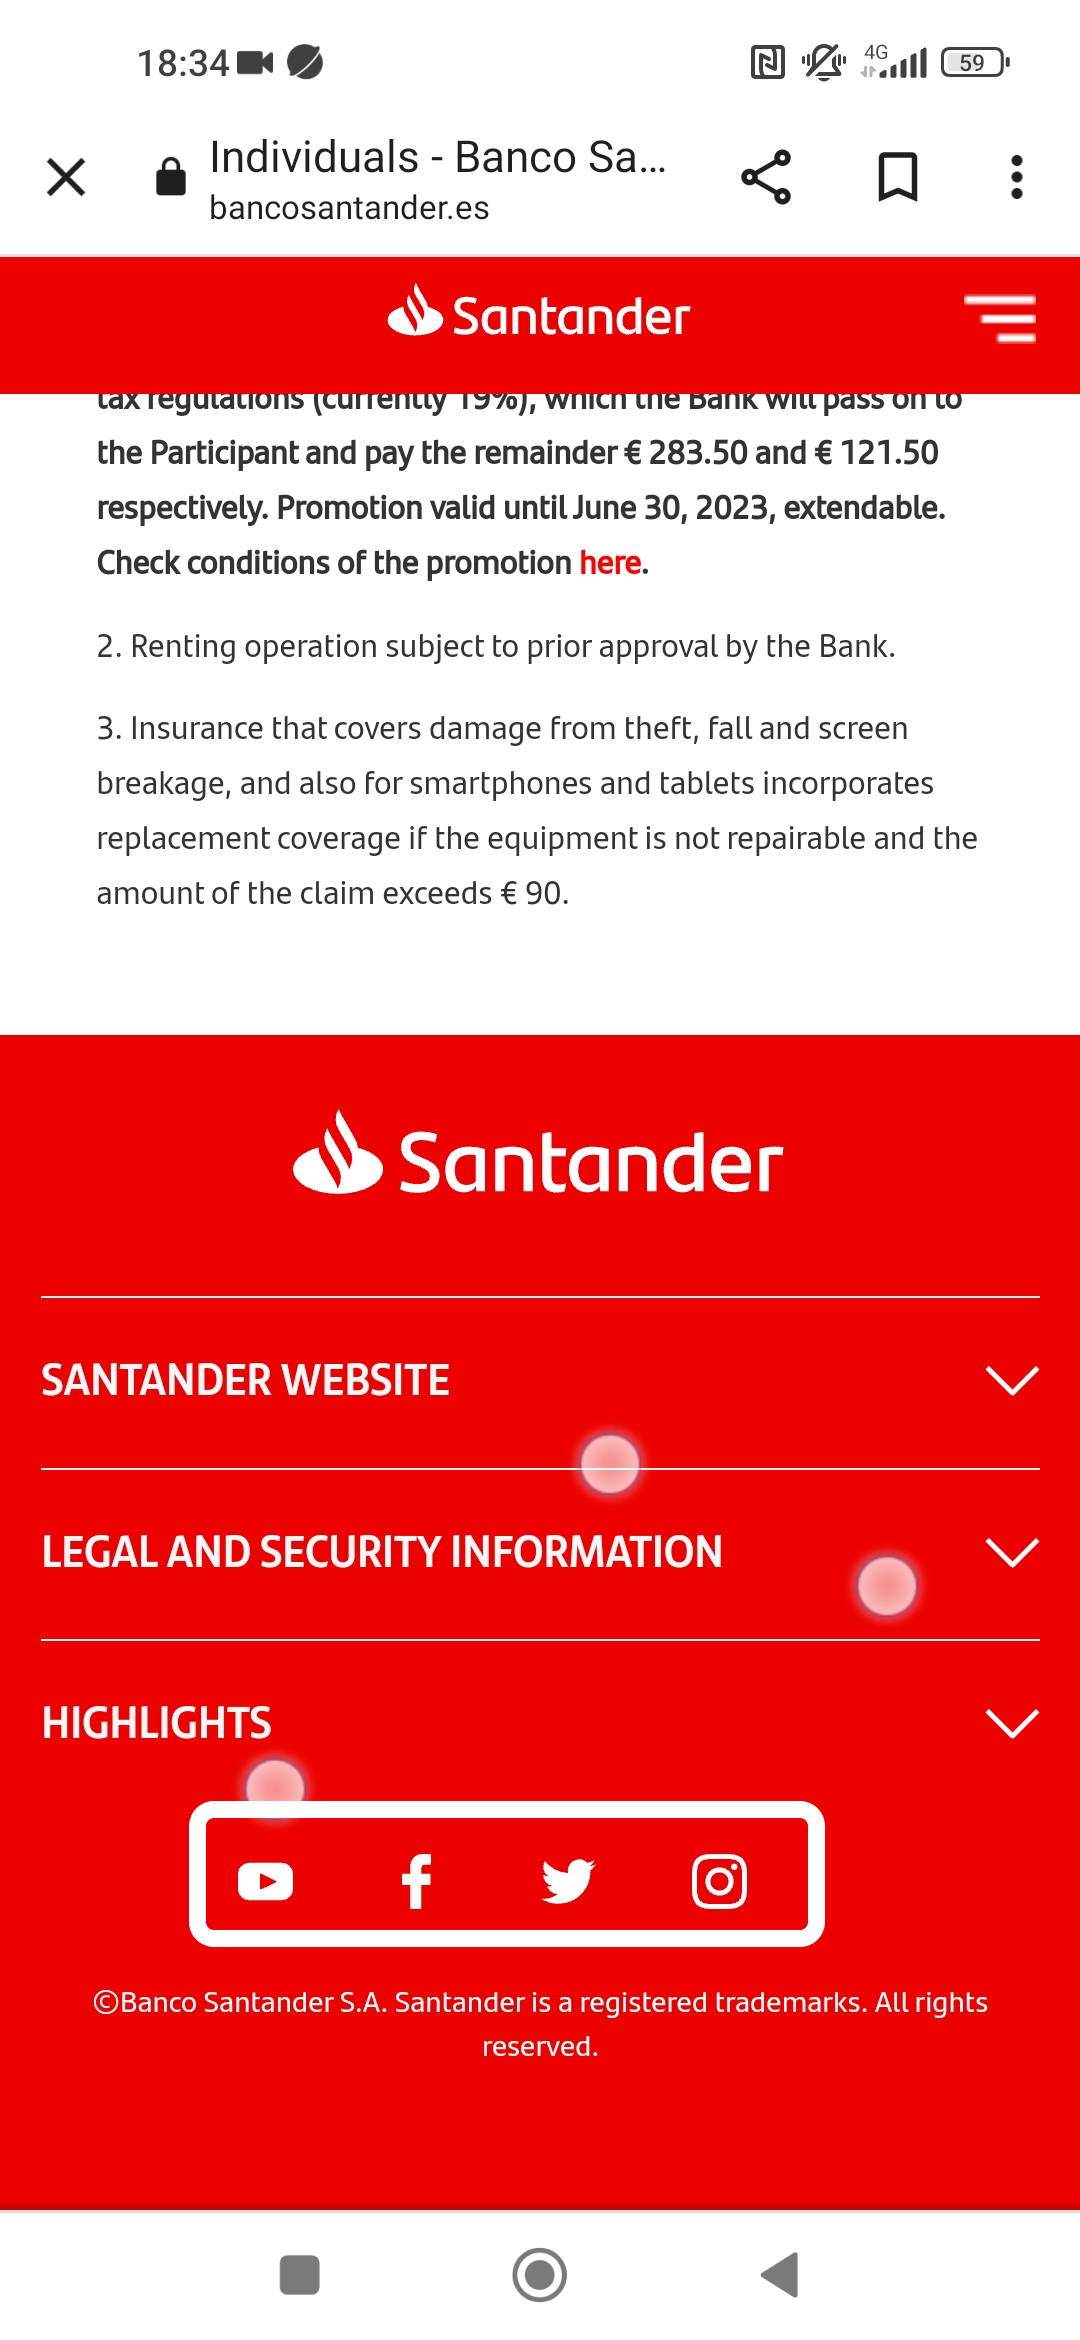 18:34
4G
59
Individuals - Banco Sa...
bancosantander.es
Santander
tax regulations (currently 19%), which the Bank will pass on to
the Participant and pay the remainder € 283.50 and € 121.50
respectively. Promotion valid until June 30, 2023, extendable.
Check conditions of the promotion here.
2. Renting operation subject to prior approval by the Bank.
3. Insurance that covers damage from theft, fall and screen
breakage, and also for smartphones and tablets incorporates
replacement coverage if the equipment is not repairable and the
amount of the claim exceeds € 90.
Santander
SANTANDER WEBSITE
LEGAL AND SECURITY INFORMATION
HIGHLIGHTS
©Banco Santander S.A. Santander is a registered trademarks. All rights
reserved.